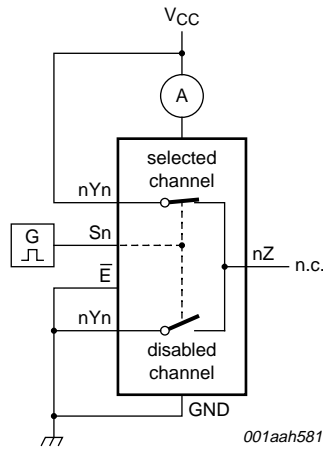 VCC
A
selected
channel
nYn
Sn
G
nZ
n.c.
E
nYn
disabled
channel
GND
001aah581